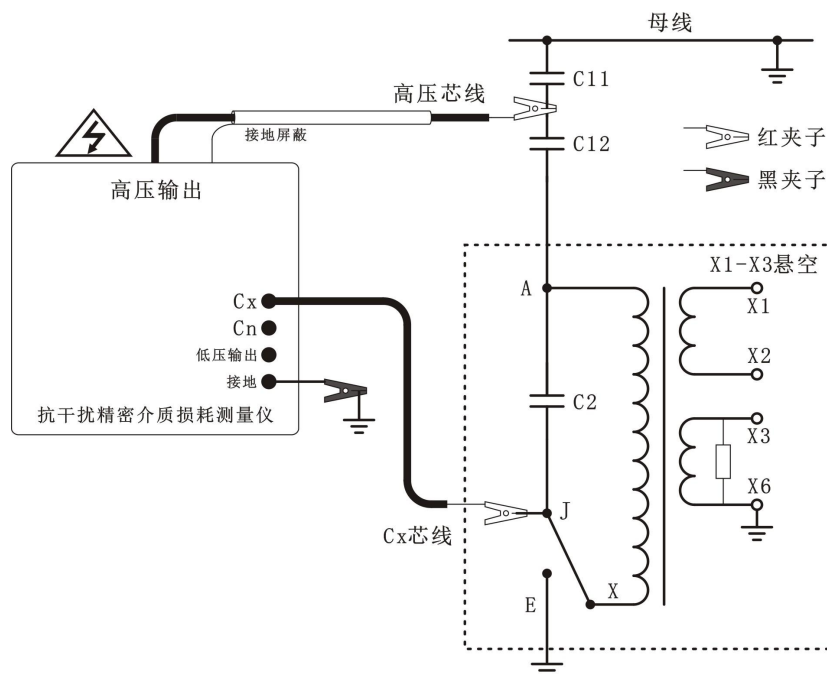 母线
C11
高压芯线
接地屏蔽
C12
红夹子
黑夹子
高压输出
X1-X3悬空
A
X1
Cx
Cn
X2
低压输出
接地
C2
抗干扰精密介质损耗测量仪
X3
X6
J
Cx芯线
E
X